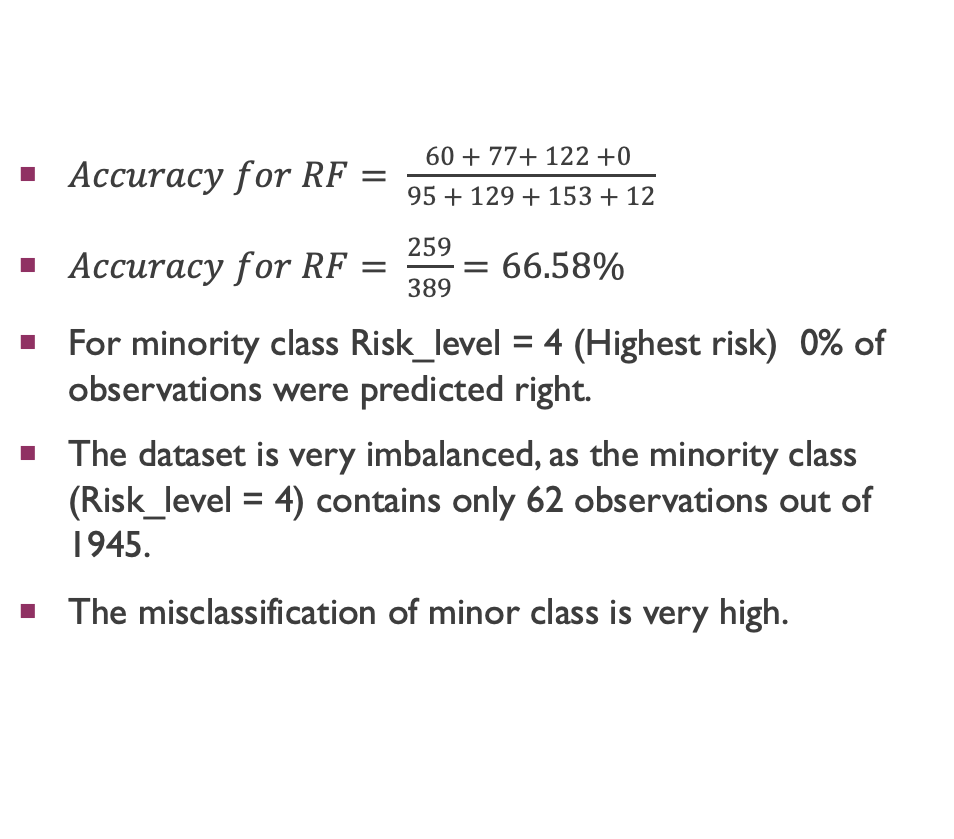 ▪ Accuracy for RF = (60 + 77+ 122 +0)/(95 + 129 + 153 + 12)
▪ Accuracy for RF = 259/389 = 66.58%
▪ For minority class Risk_level = 4 (Highest risk)  0% of
observations were predicted right.
▪ The dataset is very imbalanced, as the minority class
(Risk_level = 4) contains only 62 observations out of
1945.
▪ The misclassification of minor class is very high.